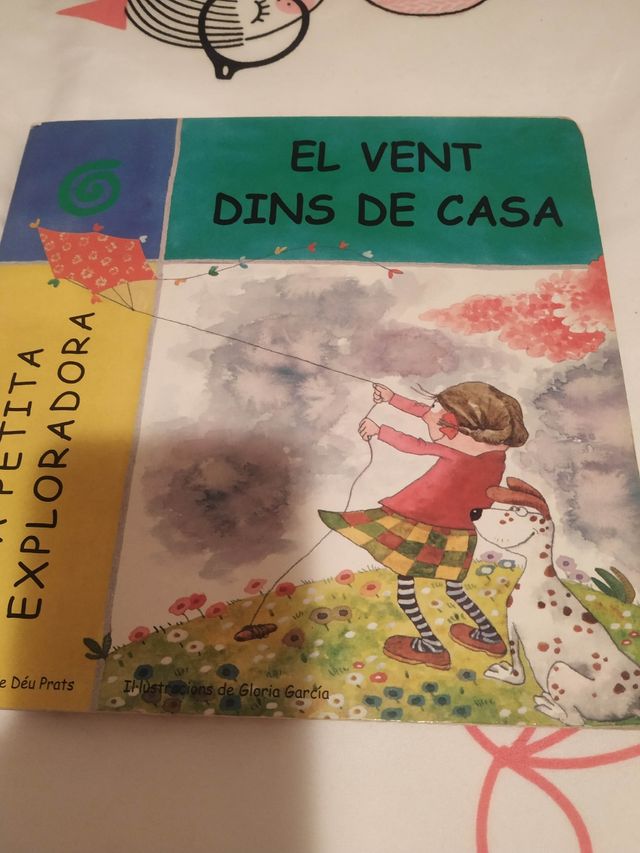 EL VENT
DINS DE CASA
A PETITA
EXPLORADORA
e Déu Prats
Il·lustracions de Gloria García